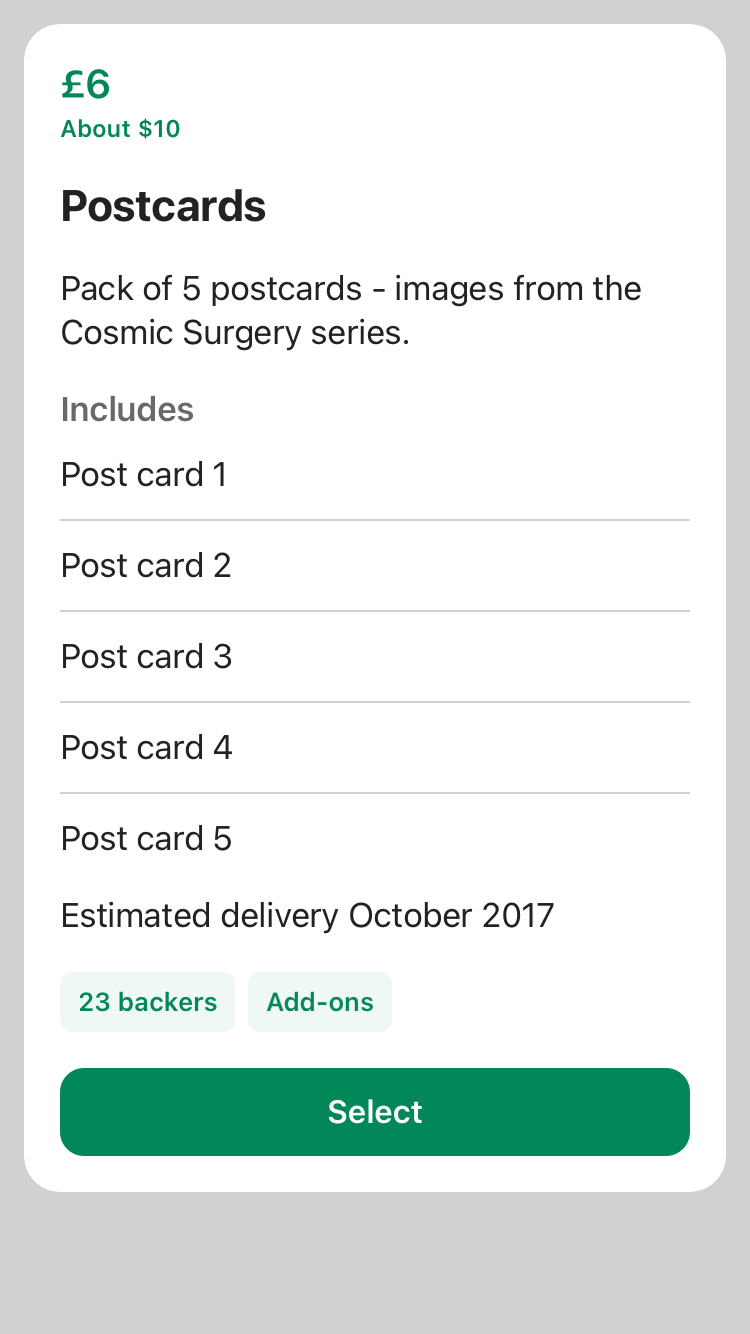 £6
About $10
Postcards
Pack of 5 postcards - images from the
Cosmic Surgery series.
Includes
Post card 1
Post card 2
Post card 3
Post card 4
Post card 5
Estimated delivery October 2017
23 backers Add-ons
Select